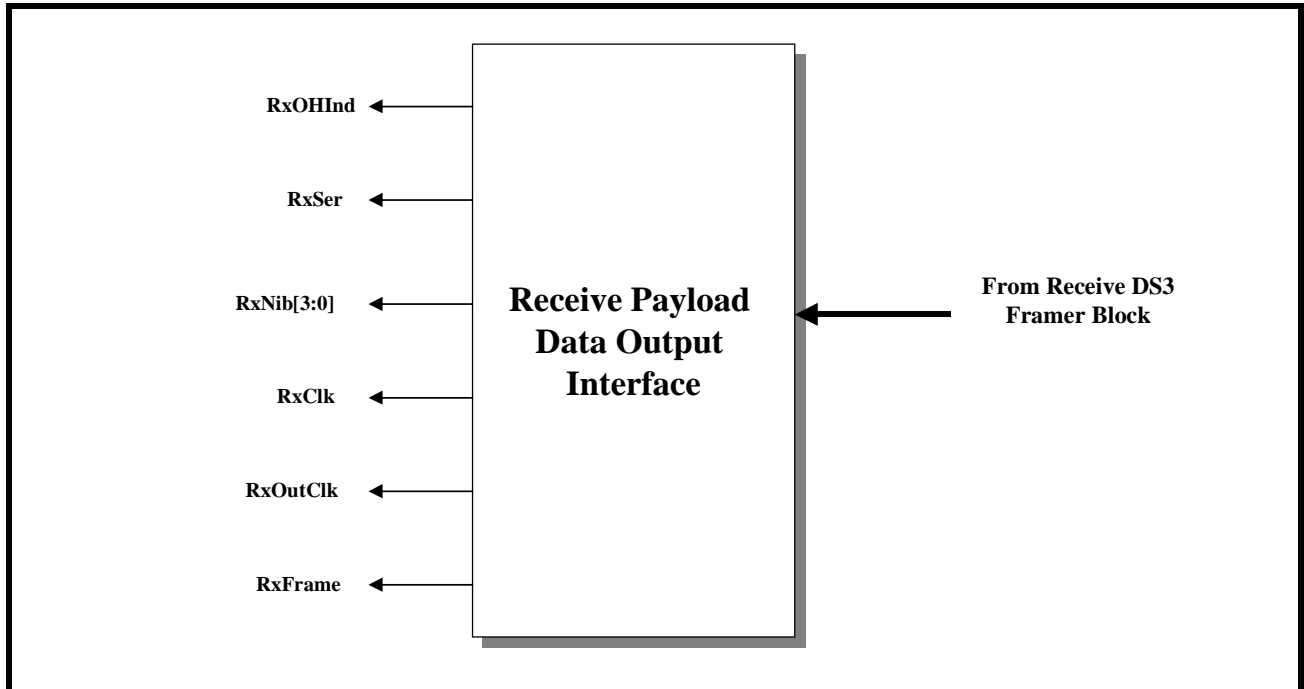 RxOHInd
RxSer
RxNib[3:0]
RxClk
RxOutClk
RxFrame
Receive Payload
Data Output
Interface
From Receive DS3
Framer Block